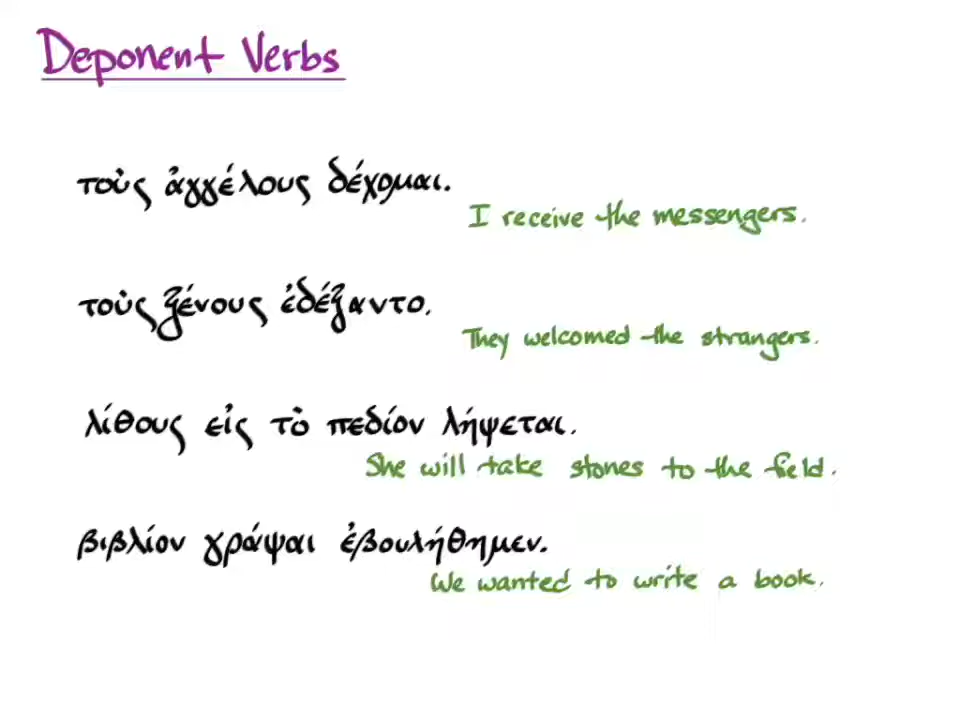 Deponent Verbs
τοὺς ἀγγέλους δέχομαι.
I receive the messengers.
τοὺς ξένους ἐδέξαντο.
They welcomed the strangers.
λίθους εἰς τὸ πεδίον λήψεται.
She will take stones to the field.
βιβλίον γράψαι ἐβουλήθημεν.
We wanted to write a book.